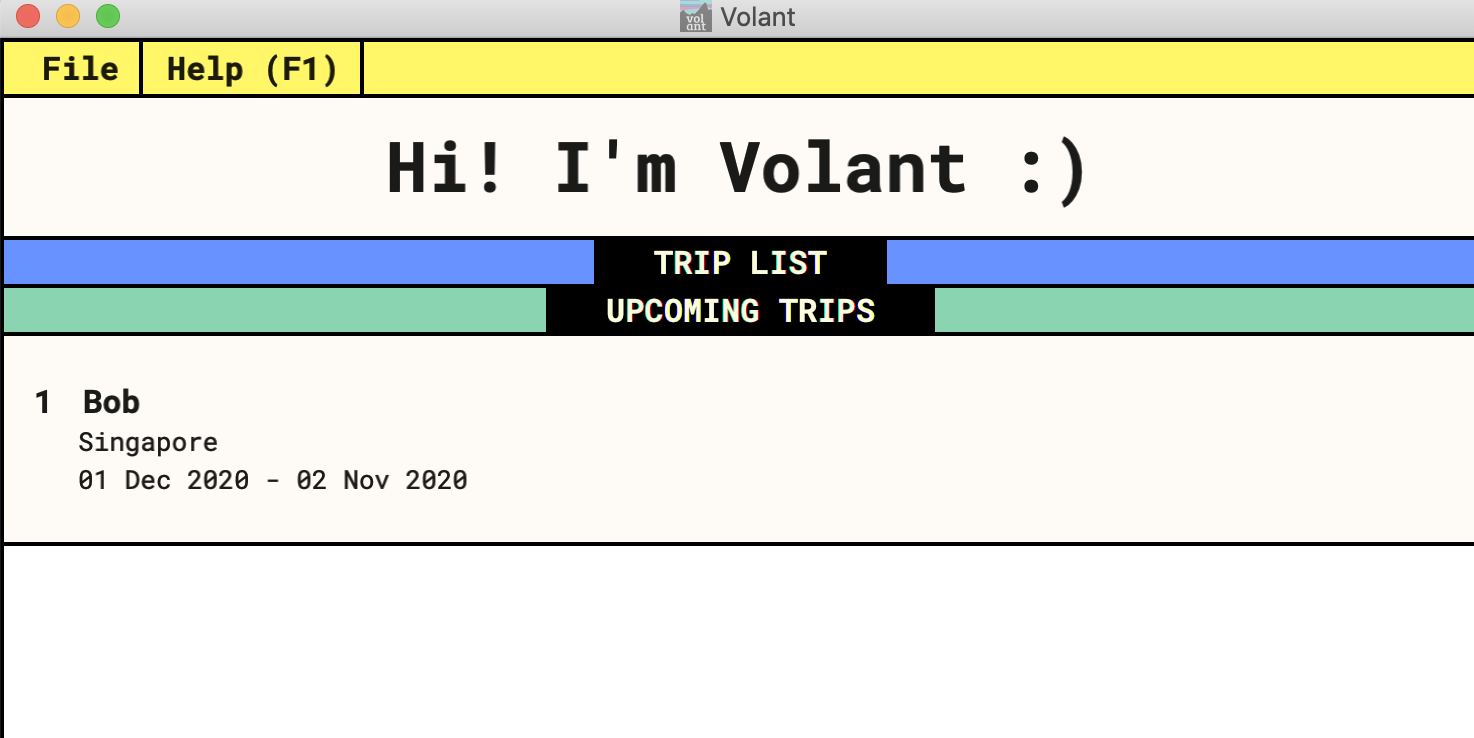 vol
ant
Volant
File
Help (F1)
Hi! I'm Volant :)
TRIP LIST
UPCOMING TRIPS
1 Bob
Singapore
01 Dec 2020 - 02 Nov 2020